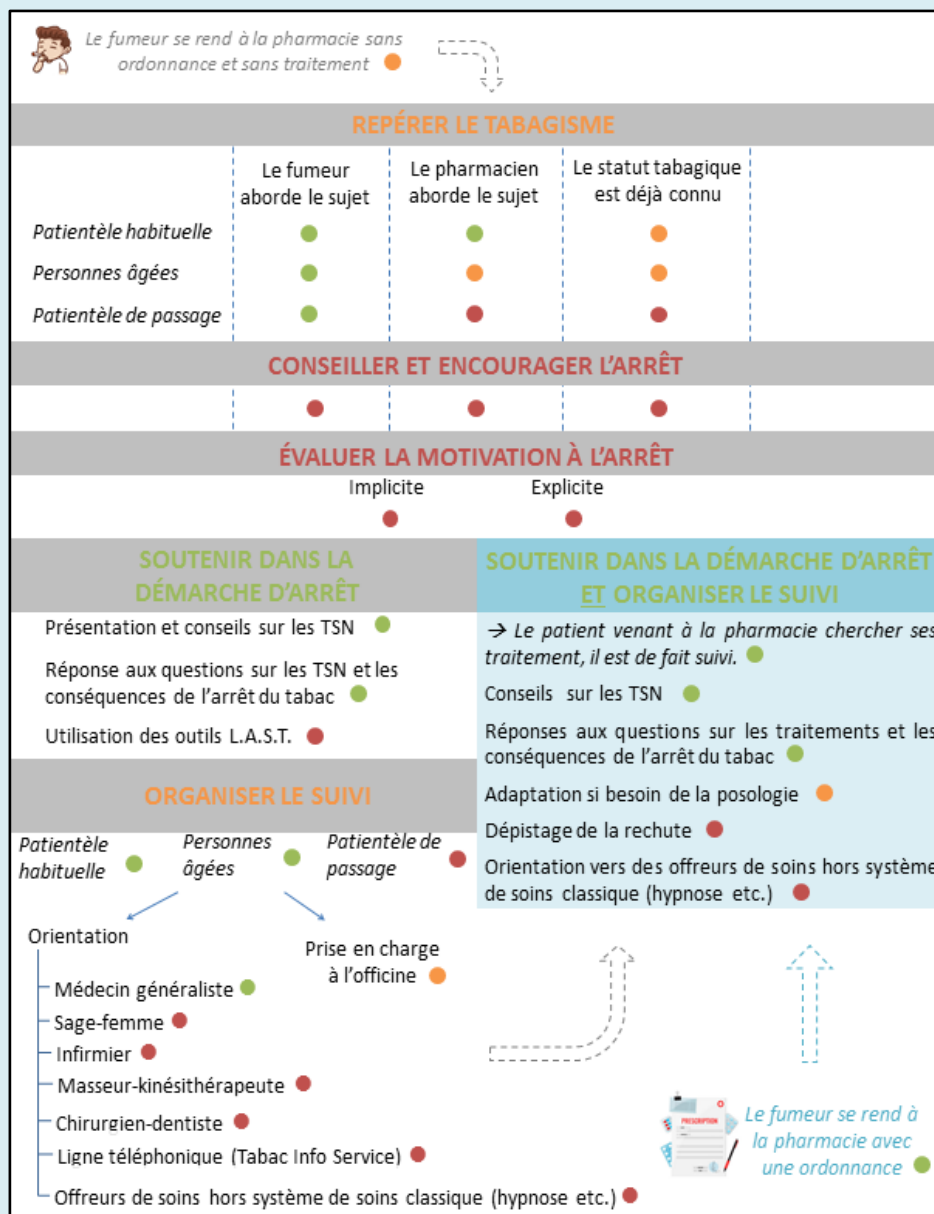 Le fumeur se rend à la pharmacie sans
ordonnance et sans traitement
REPÉRER LE TABAGISME
Le fumeur
aborde le sujet
Le pharmacien
aborde le sujet
Le statut tabagique
est déjà connu
Patientèle habituelle
Personnes âgées
Patientèle de passage
CONSEILLER ET ENCOURAGER L'ARRÊT
ÉVALUER LA MOTIVATION À L'ARRÊT
Implicite
Explicite
SOUTENIR DANS LA
DÉMARCHE D'ARRÊT
Présentation et conseils sur les TSN
Réponse aux questions sur les TSN et les
conséquences de l'arrêt du tabac
Utilisation des outils L.A.S.T.
SOUTENIR DANS LA DÉMARCHE D'ARRÊT
ET ORGANISER LE SUIVI
→ Le patient venant à la pharmacie chercher ses
traitement, il est de fait suivi.
Conseils sur les TSN
Réponses aux questions sur les traitements et les
conséquences de l'arrêt du tabac
Adaptation si besoin de la posologie
Dépistage de la rechute
Orientation vers des offreurs de soins hors système
de soins classique (hypnose etc.)
ORGANISER LE SUIVI
Patientèle
habituelle
Personnes
âgées
Patientèle de
passage
Orientation
Médecin généraliste
Sage-femme
Infirmier
Masseur-kinésithérapeute
Chirurgien-dentiste
Ligne téléphonique (Tabac Info Service)
Offreurs de soins hors système de soins classique (hypnose etc.)
Prise en charge
à l'officine
PRESCRIPTION
Le fumeur se rend à
la pharmacie avec
une ordonnance